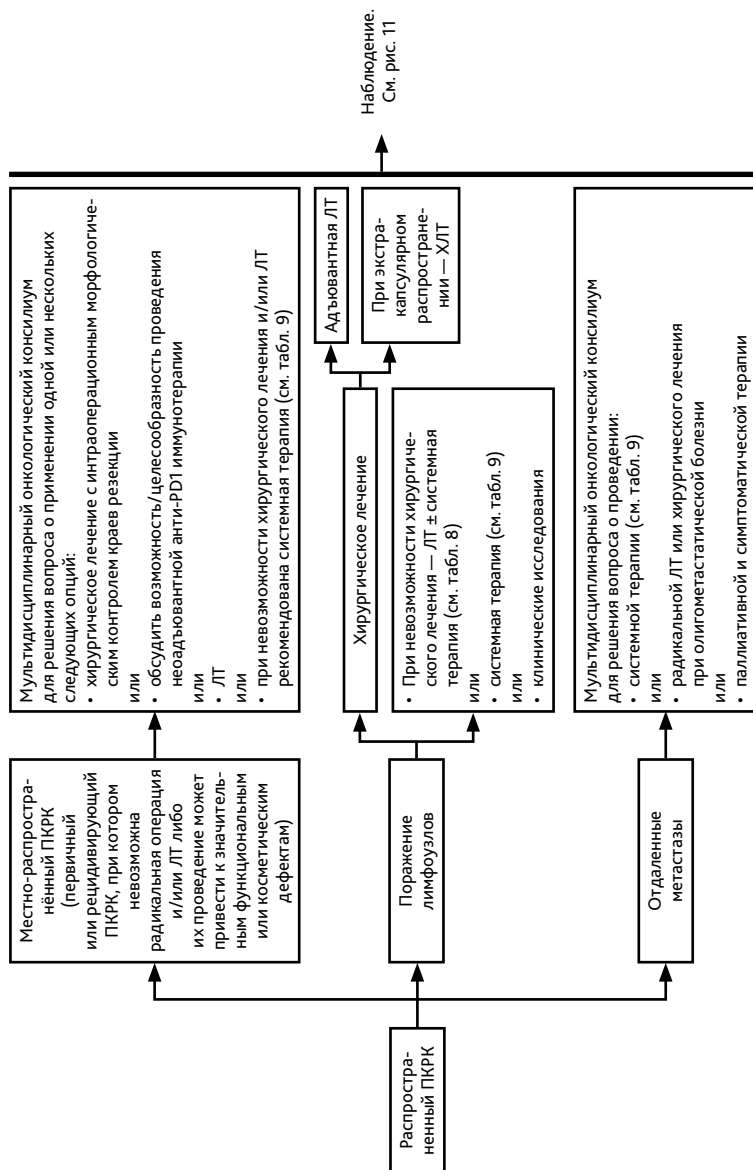 Распростра-
ненный ПКРК
Местно-распростра-
нённый ПКРК
(первичный
или рецидивирующий
ПКРК, при котором
невозможна
радикальная операция
и/или ЛТ либо
их проведение может
привести к значитель-
ным функциональным
или косметическим
дефектам)
Мультидисциплинарный онкологический консилиум
для решения вопроса о применении одной или нескольких
следующих опций:
• хирургическое лечение с интраоперационным морфологиче-
ским контролем краев резекции
или
• обсудить возможность/целесообразность проведения
неоадъювантной анти-PD1 иммунотерапии
или
• ЛТ
или
• при невозможности хирургического лечения и/или ЛТ
рекомендована системная терапия (см. табл. 9)
Поражение
лимфоузлов
Хирургическое лечение
Адъювантная ЛТ
При экстра-
капсулярном
распростране-
нии — ХЛТ
• При невозможности хирургиче-
ского лечения — ЛТ ± системная
терапия (см. табл. 8)
или
• системная терапия (см. табл. 9)
или
• клинические исследования
Отдаленные
метастазы
Мультидисциплинарный онкологический консилиум
для решения вопроса о проведении:
• системной терапии (см. табл. 9)
или
• радикальной ЛТ или хирургического лечения
при олигометастатической болезни
или
• паллиативной и симптоматической терапии
Наблюдение.
См. рис. 11